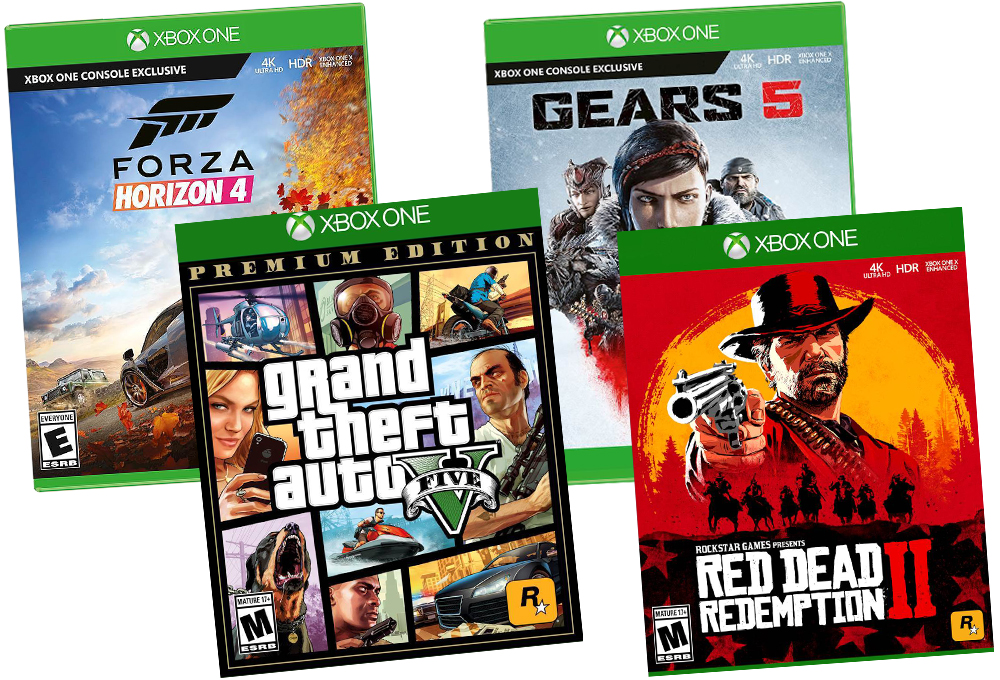 XBOX ONE
XBOX ONE CONSOLE EXCLUSIVE
4K
ULTRA HD
HDR
XBOX ONE X
ENHANCED
FORZA
HORIZON 4
EVERYONE
E
ESRB
XBOX ONE
XBOX ONE CONSOLE EXCLUSIVE
4K
ULTRA HD
HDR
XBOX ONE X
ENHANCED
GEARS 5
XBOX ONE
PREMIUM EDITION
grand
theft
auto V
FIVE
MATURE 17+
M
ESRB
R
XBOX ONE
4K
ULTRA HD
HDR
XBOX ONE X
ENHANCED
ROCKSTAR GAMES PRESENTS
RED DEAD
REDEMPTION II
MATURE 17+
M
ESRB
R